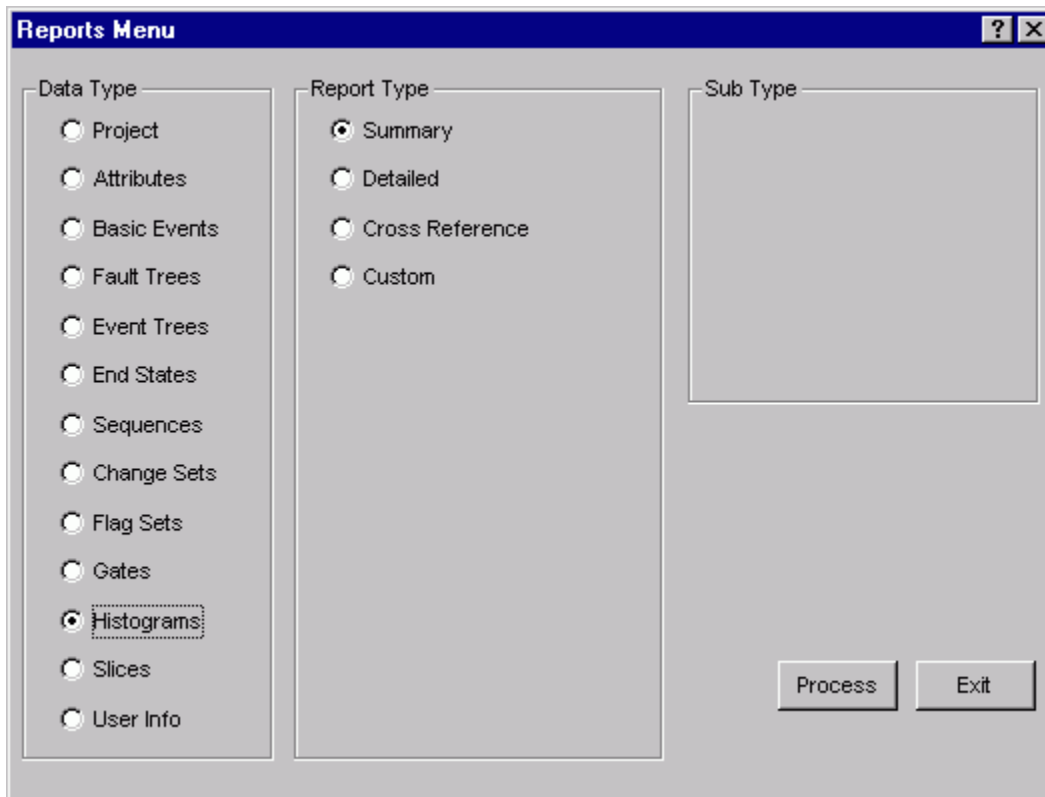 Reports Menu
Data Type
Project
Attributes
Basic Events
Fault Trees
Event Trees
End States
Sequences
Change Sets
Flag Sets
Gates
Histograms
Slices
User Info
Report Type
Summary
Detailed
Cross Reference
Custom
Sub Type
Process
Exit